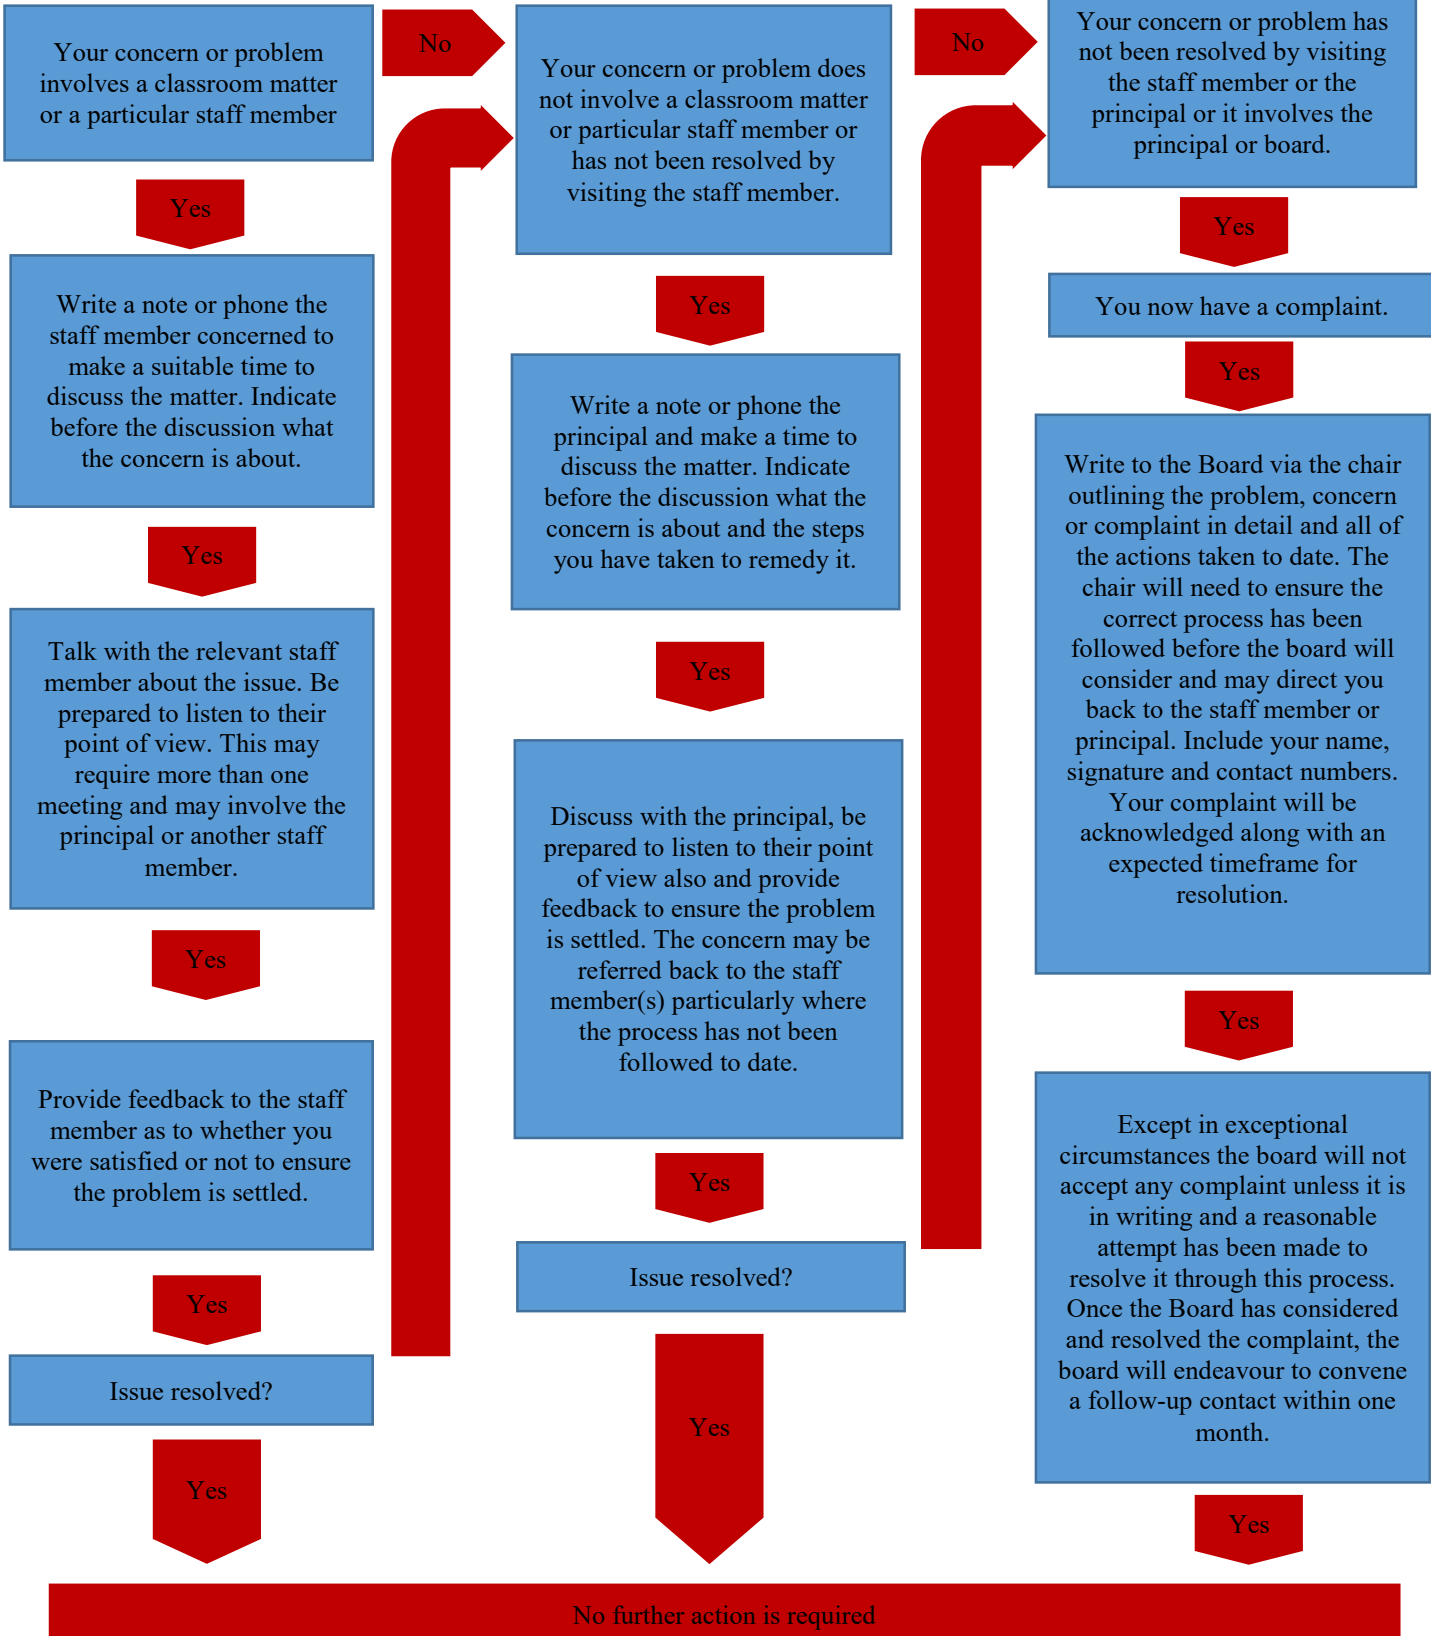 Your concern or problem
involves a classroom matter
or a particular staff member
Yes
Write a note or phone the
staff member concerned to
make a suitable time to
discuss the matter. Indicate
before the discussion what
the concern is about.
Yes
Talk with the relevant staff
member about the issue. Be
prepared to listen to their
point of view. This may
require more than one
meeting and may involve the
principal or another staff
member.
Yes
Provide feedback to the staff
member as to whether you
were satisfied or not to ensure
the problem is settled.
Yes
Issue resolved?
Yes
No
Your concern or problem does
not involve a classroom matter
or particular staff member or
has not been resolved by
visiting the staff member.
Yes
Write a note or phone the
principal and make a time to
discuss the matter. Indicate
before the discussion what the
concern is about and the steps
you have taken to remedy it.
Yes
Discuss with the principal, be
prepared to listen to their point
of view also and provide
feedback to ensure the problem
is settled. The concern may be
referred back to the staff
member(s) particularly where
the process has not been
followed to date.
Yes
Issue resolved?
Yes
No
Your concern or problem has
not been resolved by visiting
the staff member or the
principal or it involves the
principal or board.
Yes
You now have a complaint.
Yes
Write to the Board via the chair
outlining the problem, concern
or complaint in detail and all of
the actions taken to date. The
chair will need to ensure the
correct process has been
followed before the board will
consider and may direct you
back to the staff member or
principal. Include your name,
signature and contact numbers.
Your complaint will be
acknowledged along with an
expected timeframe for
resolution.
Yes
Except in exceptional
circumstances the board will not
accept any complaint unless it is
in writing and a reasonable
attempt has been made to
resolve it through this process.
Once the Board has considered
and resolved the complaint, the
board will endeavour to convene
a follow-up contact within one
month.
Yes
No further action is required